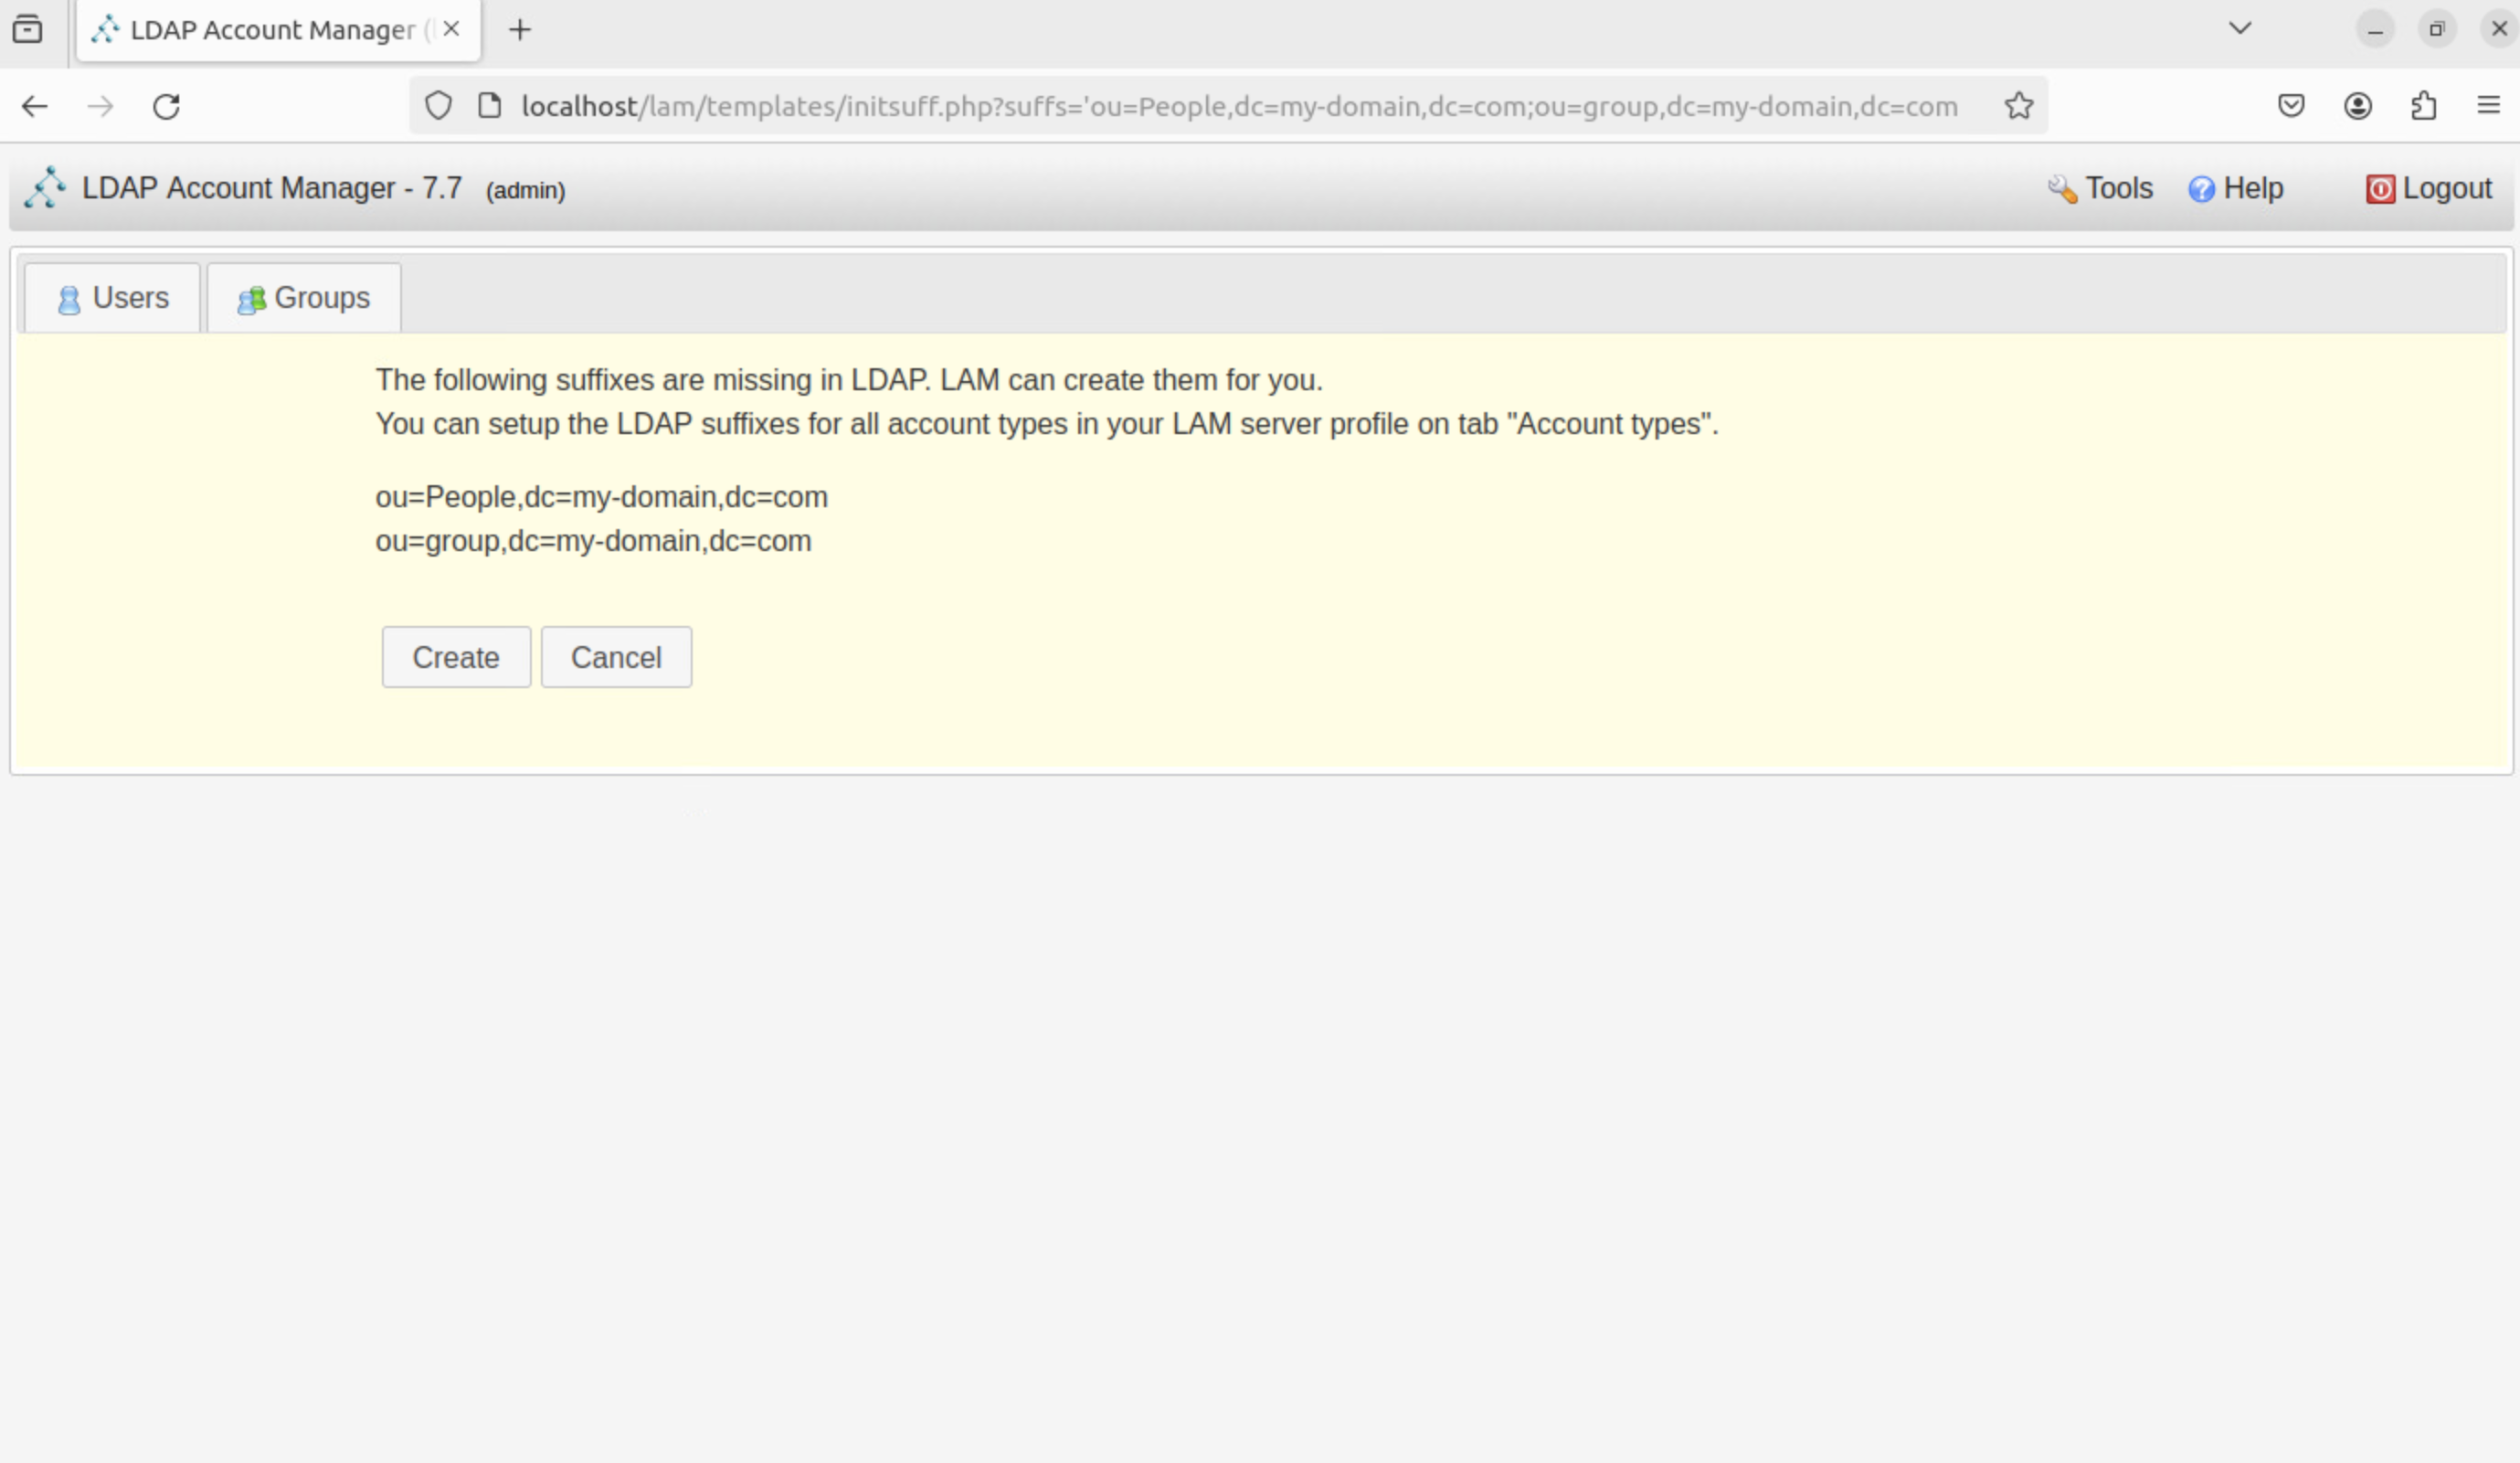 LDAP Account Manager (
localhost/lam/templates/initsuff.php?suffs='ou=People,dc=my-domain,dc=com;ou=group,dc=my-domain,dc=com
LDAP Account Manager - 7.7 (admin)
Tools Help Logout
Users Groups
The following suffixes are missing in LDAP. LAM can create them for you.
You can setup the LDAP suffixes for all account types in your LAM server profile on tab "Account types".
ou=People,dc=my-domain,dc=com
ou=group,dc=my-domain,dc=com
Create Cancel